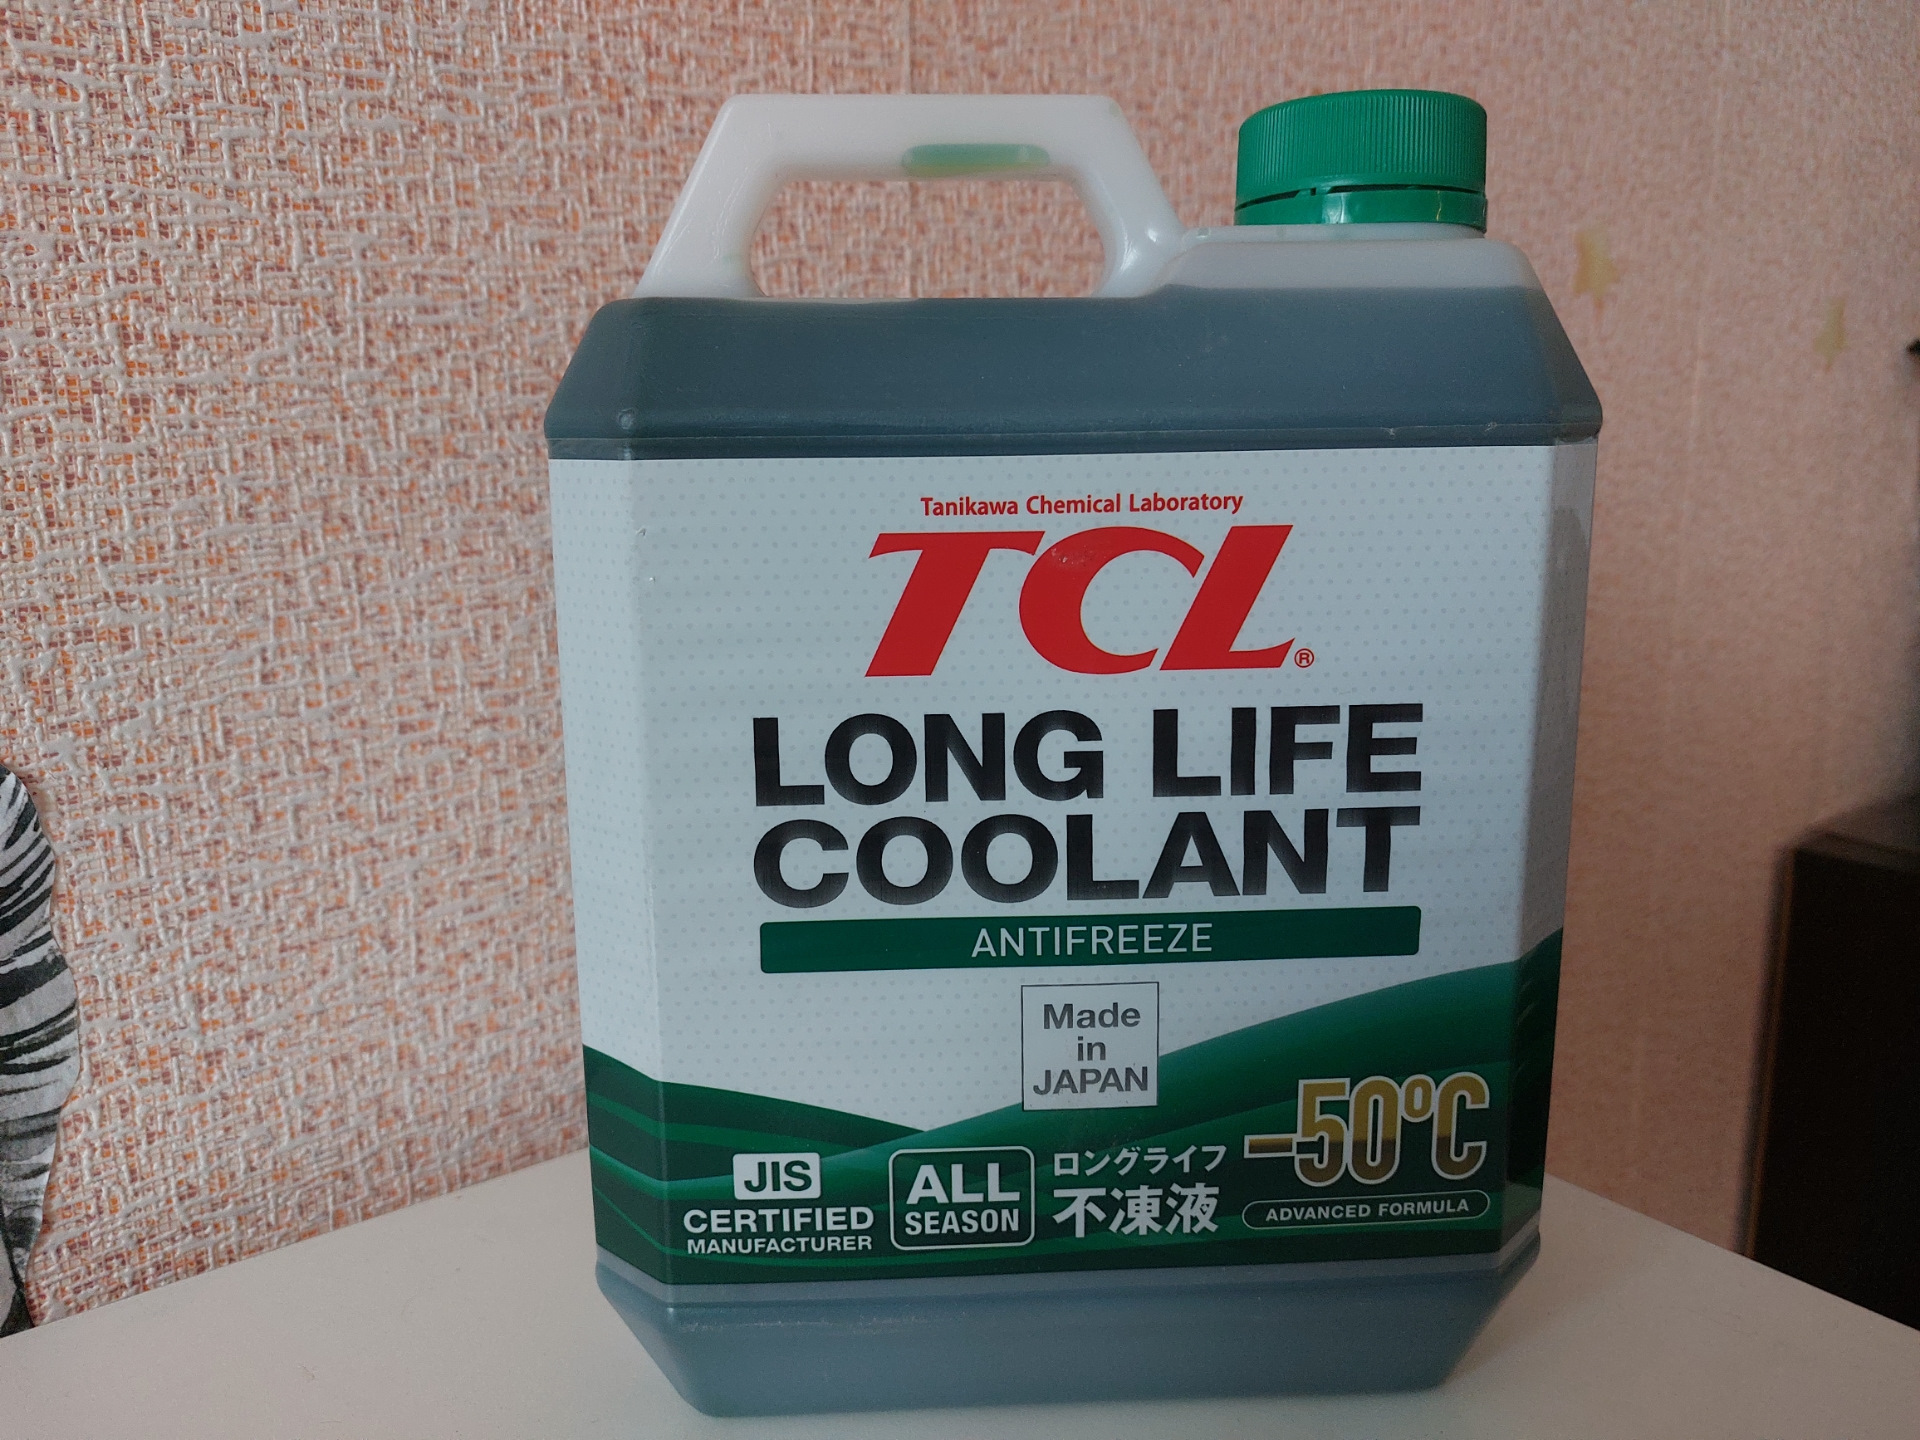 Tanikawa Chemical Laboratory
TCL®
LONG LIFE
COOLANT
ANTIFREEZE
Made
in
JAPAN
JIS
CERTIFIED
MANUFACTURER
ALL
SEASON
ロングライフ
不凍液
-50°C
ADVANCED FORMULA